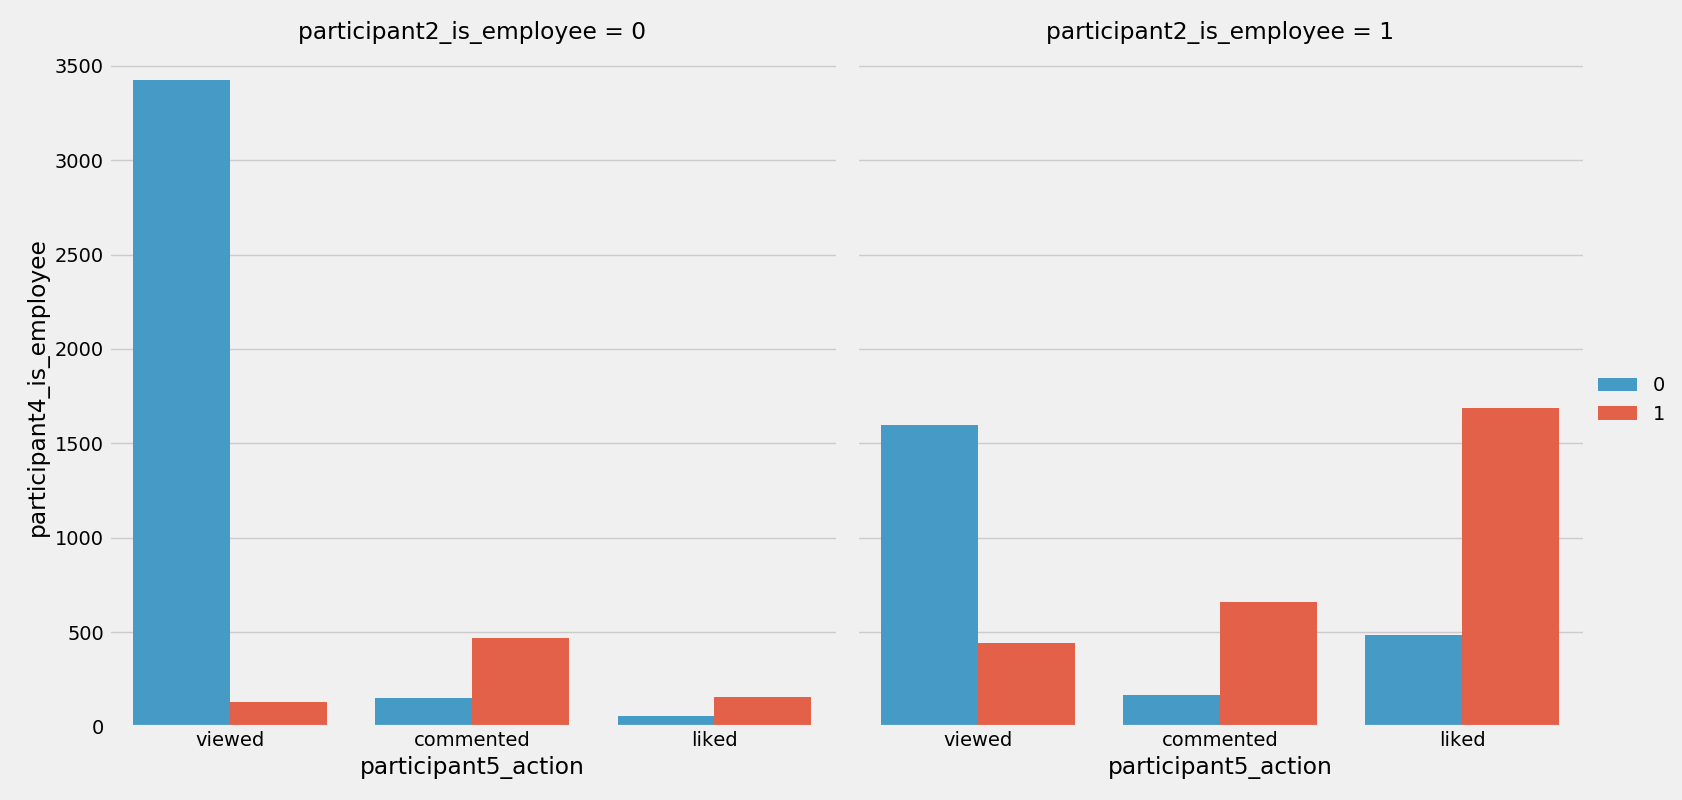 participant2_is_employee = 0
participant2_is_employee = 1
participant4_is_employee
3500
3000
2500
2000
1500
1000
500
0
viewed commented liked
participant5_action
viewed commented liked
participant5_action
0
1